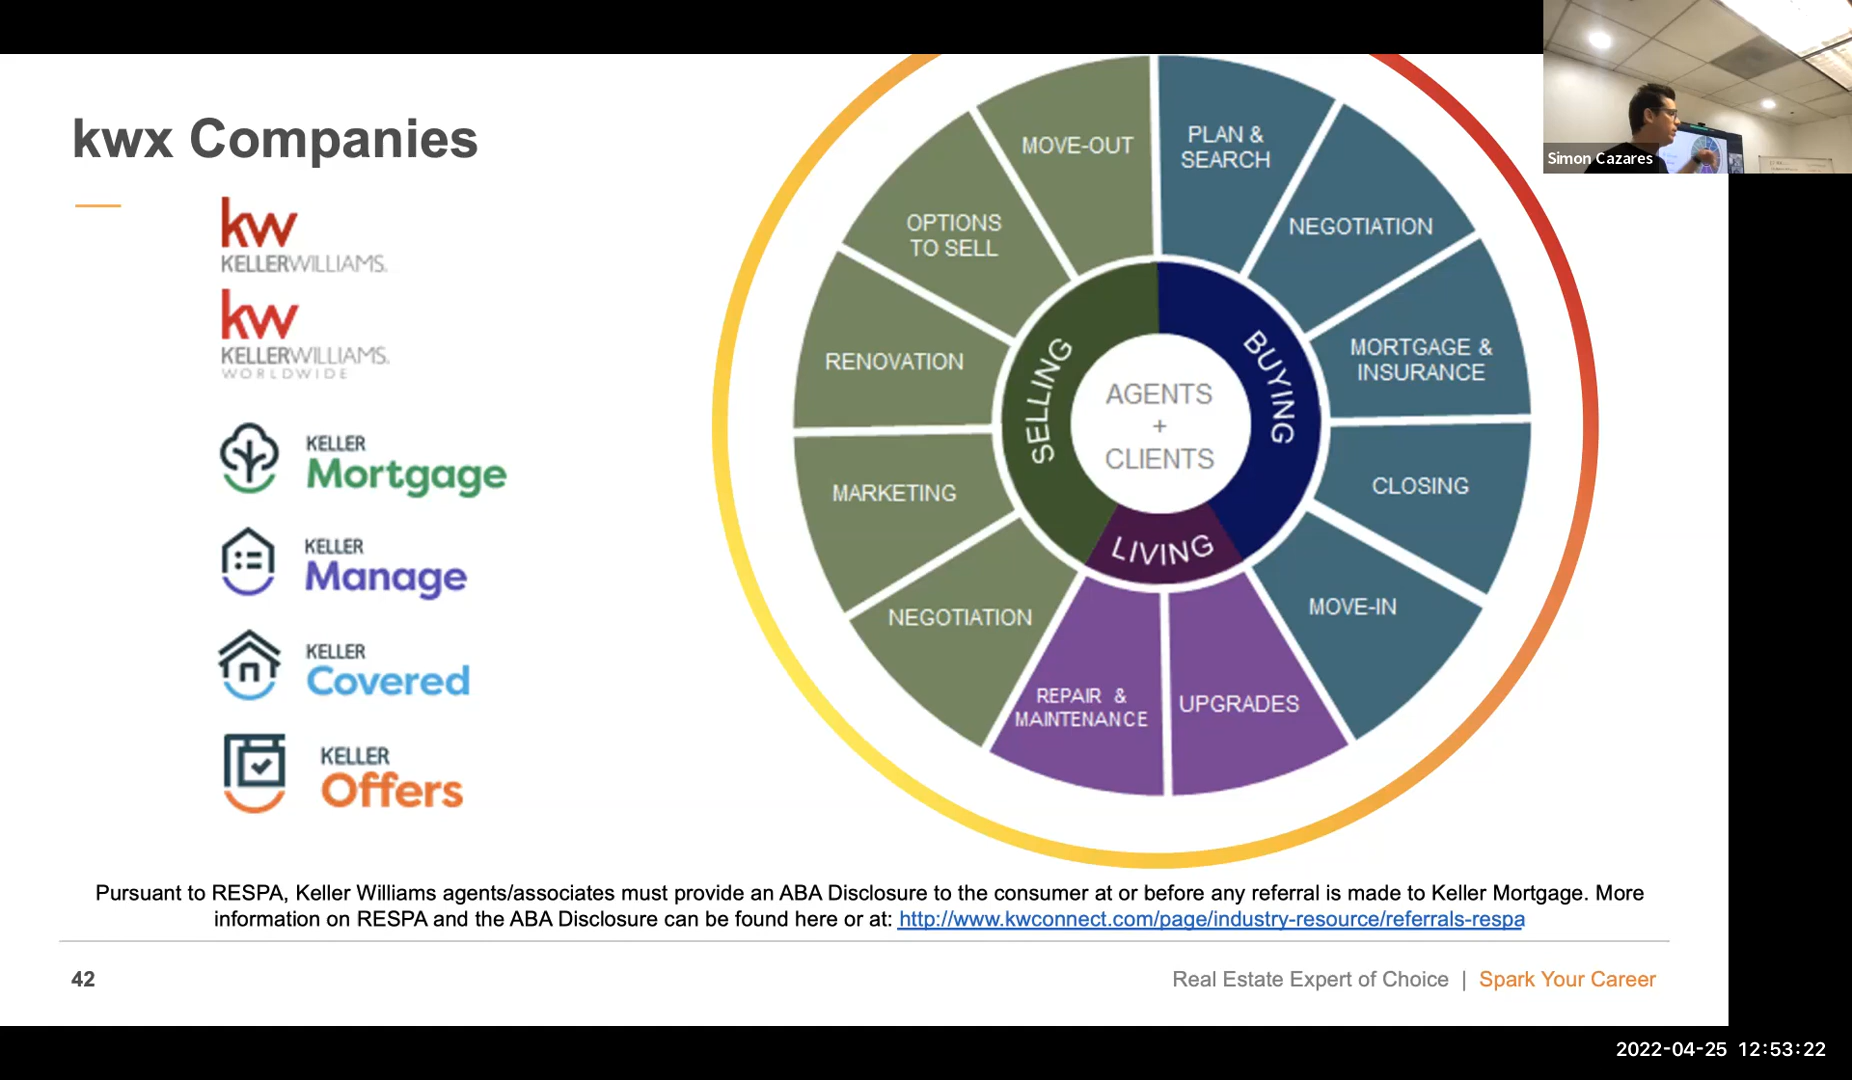 Simon Cazares
kwx Companies
kw
KELLERWILLIAMS.
kw
KELLERWILLIAMS.
WORLDWIDE
KELLER
Mortgage
KELLER
Manage
KELLER
Covered
KELLER
Offers
AGENTS
+
CLIENTS
BUYING
LIVING
SELLING
PLAN &
SEARCH
NEGOTIATION
MORTGAGE &
INSURANCE
CLOSING
MOVE-IN
UPGRADES
REPAIR &
MAINTENANCE
NEGOTIATION
MARKETING
RENOVATION
OPTIONS
TO SELL
MOVE-OUT
Pursuant to RESPA, Keller Williams agents/associates must provide an ABA Disclosure to the consumer at or before any referral is made to Keller Mortgage. More
information on RESPA and the ABA Disclosure can be found here or at: http://www.kwconnect.com/page/industry-resource/referrals-respa
42
Real Estate Expert of Choice | Spark Your Career
2022-04-25 12:53:22